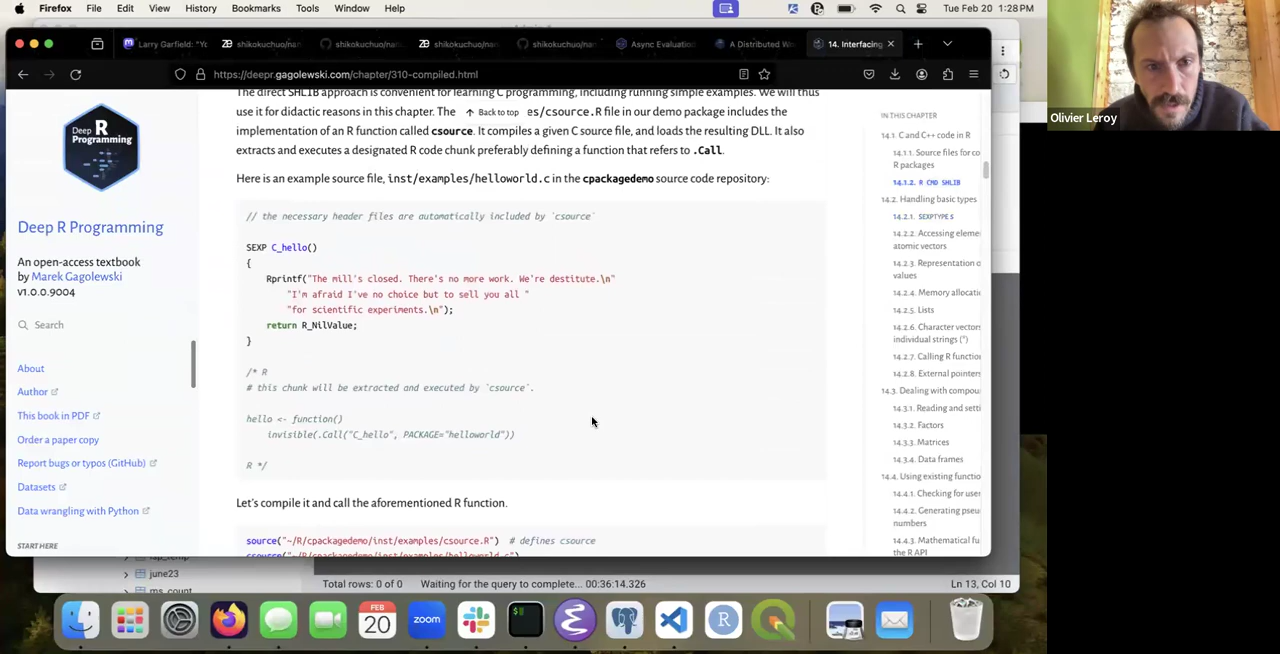 Firefox File Edit View History Bookmarks Tools Window Help
Tue Feb 20 1:28 PM
Larry Garfield: "Yo
shikokuchuo/nan
shikokuchuo/nan
shikokuchuo/nan
shikokuchuo/nan
Async Evaluatio
A Distributed Wo
14. Interfacing
https://deepr.gagolewski.com/chapter/310-compiled.html
Olivier Leroy
Deep R Programming
Deep R Programming
An open-access textbook
by Marek Gagolewski
v1.0.0.9004
Search
About
Author
This book in PDF
Order a paper copy
Report bugs or typos (GitHub)
Datasets
Data wrangling with Python
START HERE
The direct SHLIB approach is convenient for learning C programming, including running simple examples. We will thus
use it for didactic reasons in this chapter. The Back to top es/csource.R file in our demo package includes the
implementation of an R function called csource. It compiles a given C source file, and loads the resulting DLL. It also
extracts and executes a designated R code chunk preferably defining a function that refers to .Call.
Here is an example source file, inst/examples/helloworld.c in the cpackagedemo source code repository:
// the necessary header files are automatically included by `csource`
SEXP C_hello()
{
Rprintf("The mill's closed. There's no more work. We're destitute.\n"
"I'm afraid I've no choice but to sell you all "
"for scientific experiments.\n");
return R_NilValue;
}
/* R
# this chunk will be extracted and executed by `csource`.
hello <- function()
invisible(.Call("C_hello", PACKAGE="helloworld"))
R */
Let's compile it and call the aforementioned R function.
source("~/R/cpackagedemo/inst/examples/csource.R") # defines csource
csource("~/R/cpackagedemo/inst/examples/helloworld.c")
IN THIS CHAPTER
14.1. C and C++ code in R
14.1.1. Source files for co
R packages
14.1.2. R CMD SHLIB
14.2. Handling basic types
14.2.1. SEXPTYPEs
14.2.2. Accessing eleme
atomic vectors
14.2.3. Representation o
values
14.2.4. Memory allocati
14.2.5. Lists
14.2.6. Character vectors
individual strings (*)
14.2.7. Calling R function
14.2.8. External pointers
14.3. Dealing with compou
14.3.1. Reading and setti
14.3.2. Factors
14.3.3. Matrices
14.3.4. Data frames
14.4. Using existing functio
14.4.1. Checking for user
14.4.2. Generating pseu
numbers
14.4.3. Mathematical fu
the R API
june23
ms_count
Total rows: 0 of 0 Waiting for the query to complete... 00:36:14.326
Ln 13, Col 10
FEB
20
zoom
R